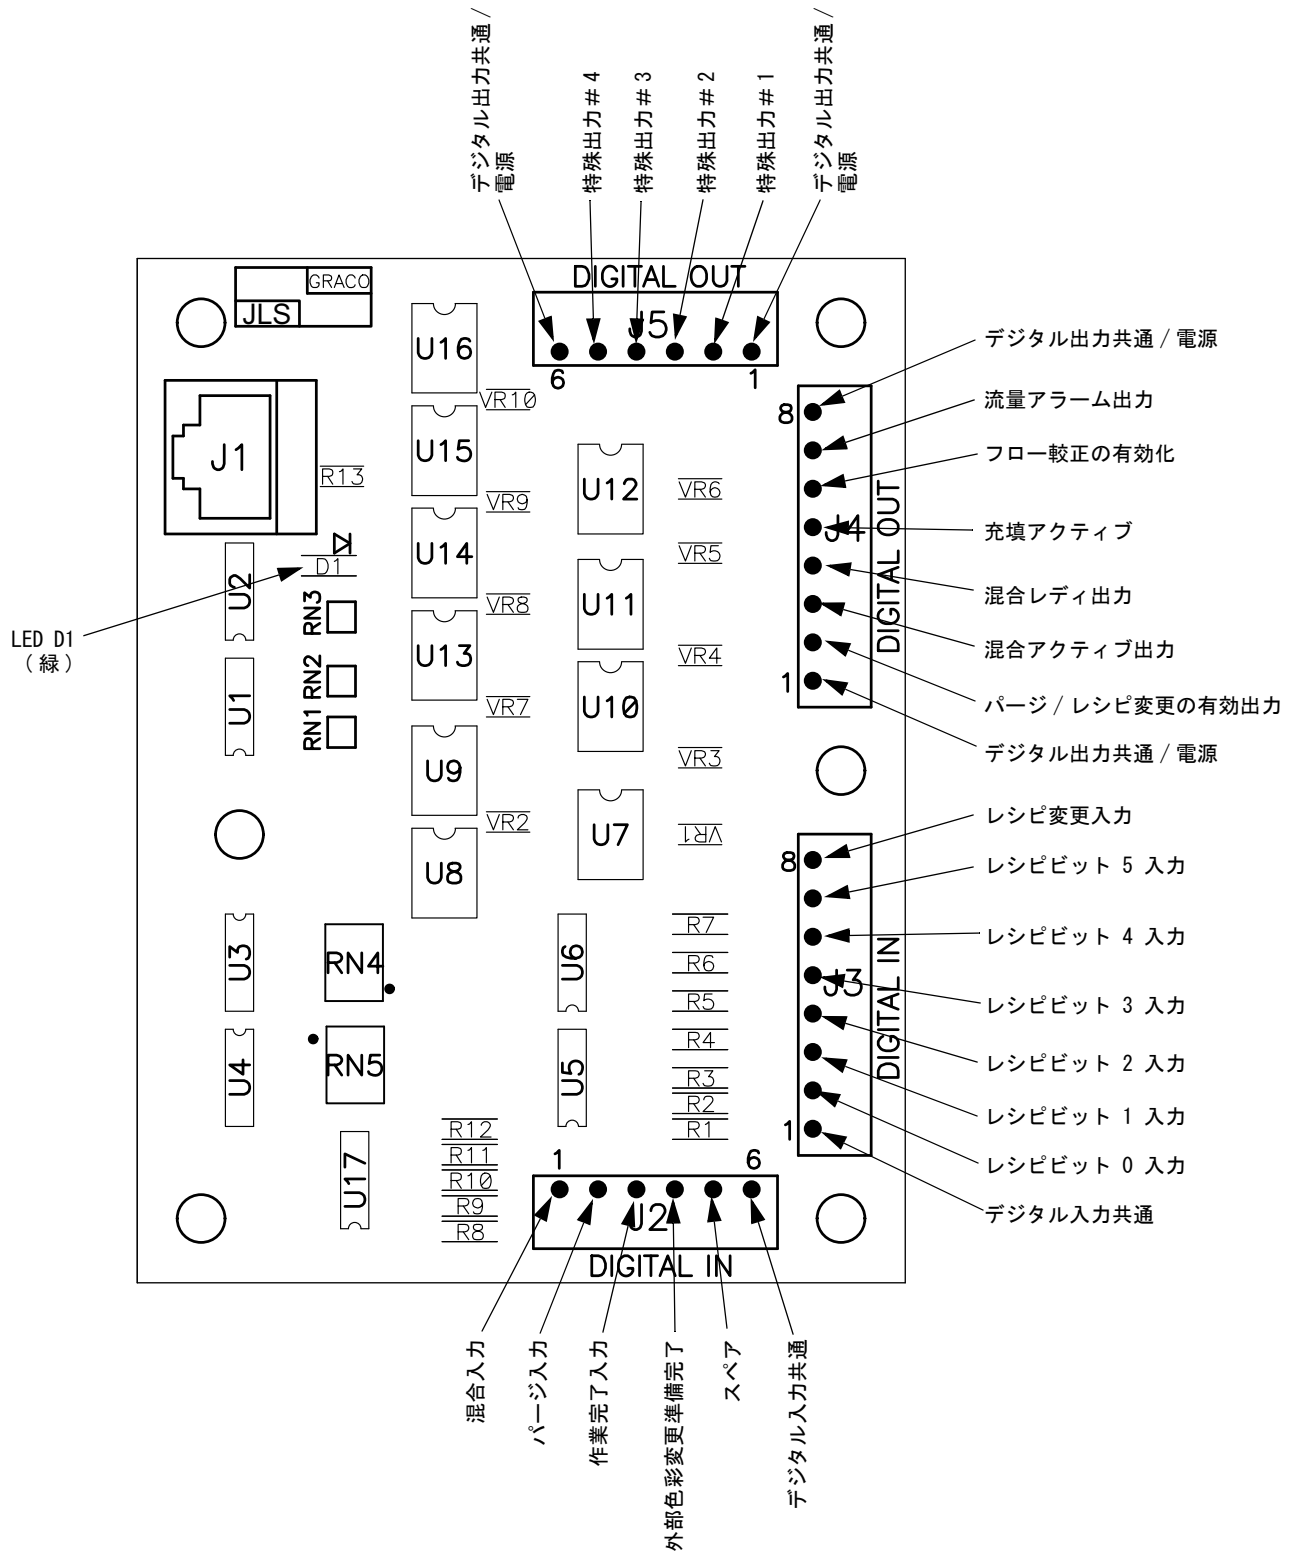 デジタル出力共通 /
電源
特殊出力# 4
特殊出力# 3
特殊出力# 2
特殊出力# 1
デジタル出力共通 /
電源
GRACO
JLS
DIGITAL OUT
J5
6
1
U16
VR10
J1
R13
U15
VR9
U12
VR6
8
J4
DIGITAL OUT
1
デジタル出力共通 / 電源
流量アラーム出力
フロー較正の有効化
充填アクティブ
混合レディ出力
混合アクティブ出力
パージ / レシピ変更の有効出力
デジタル出力共通 / 電源
D1
U2
U14
VR5
RN3
VR8
U11
LED D1
(緑)
U13
VR4
RN2
U1
U10
VR7
RN1
VR3
U9
VR2
U7
VR1
U8
レシピ変更入力
レシピビット 5 入力
レシピビット 4 入力
レシピビット 3 入力
レシピビット 2 入力
レシピビット 1 入力
レシピビット 0 入力
デジタル入力共通
8
J3
DIGITAL IN
1
U3
RN4
U6
R7
R6
R5
U4
RN5
U5
R4
R3
R2
R1
U17
R12
R11
R10
R9
R8
1
6
J2
DIGITAL IN
混合入力
パージ入力
作業完了入力
外部色彩変更準備完了
スペア
デジタル入力共通